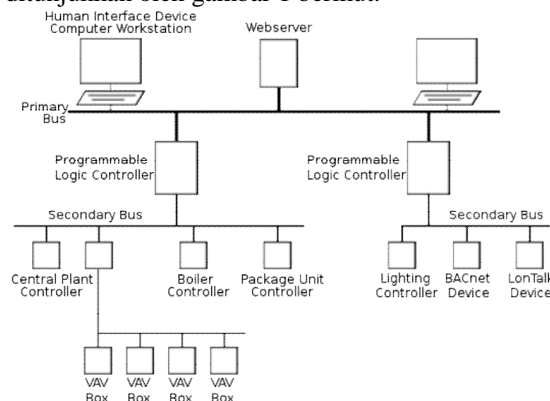 ditunjukkan oleh gambar 1 berikut.
Human Interface Device
Computer Workstation
Webserver
Primary
Bus
Programmable
Logic Controller
Programmable
Logic Controller
Secondary Bus
Secondary Bus
Central Plant
Controller
Boiler
Controller
Package Unit
Controller
Lighting
Controller
BACnet
Device
LonTalk
Device
VAV
Box
VAV
Box
VAV
Box
VAV
Box